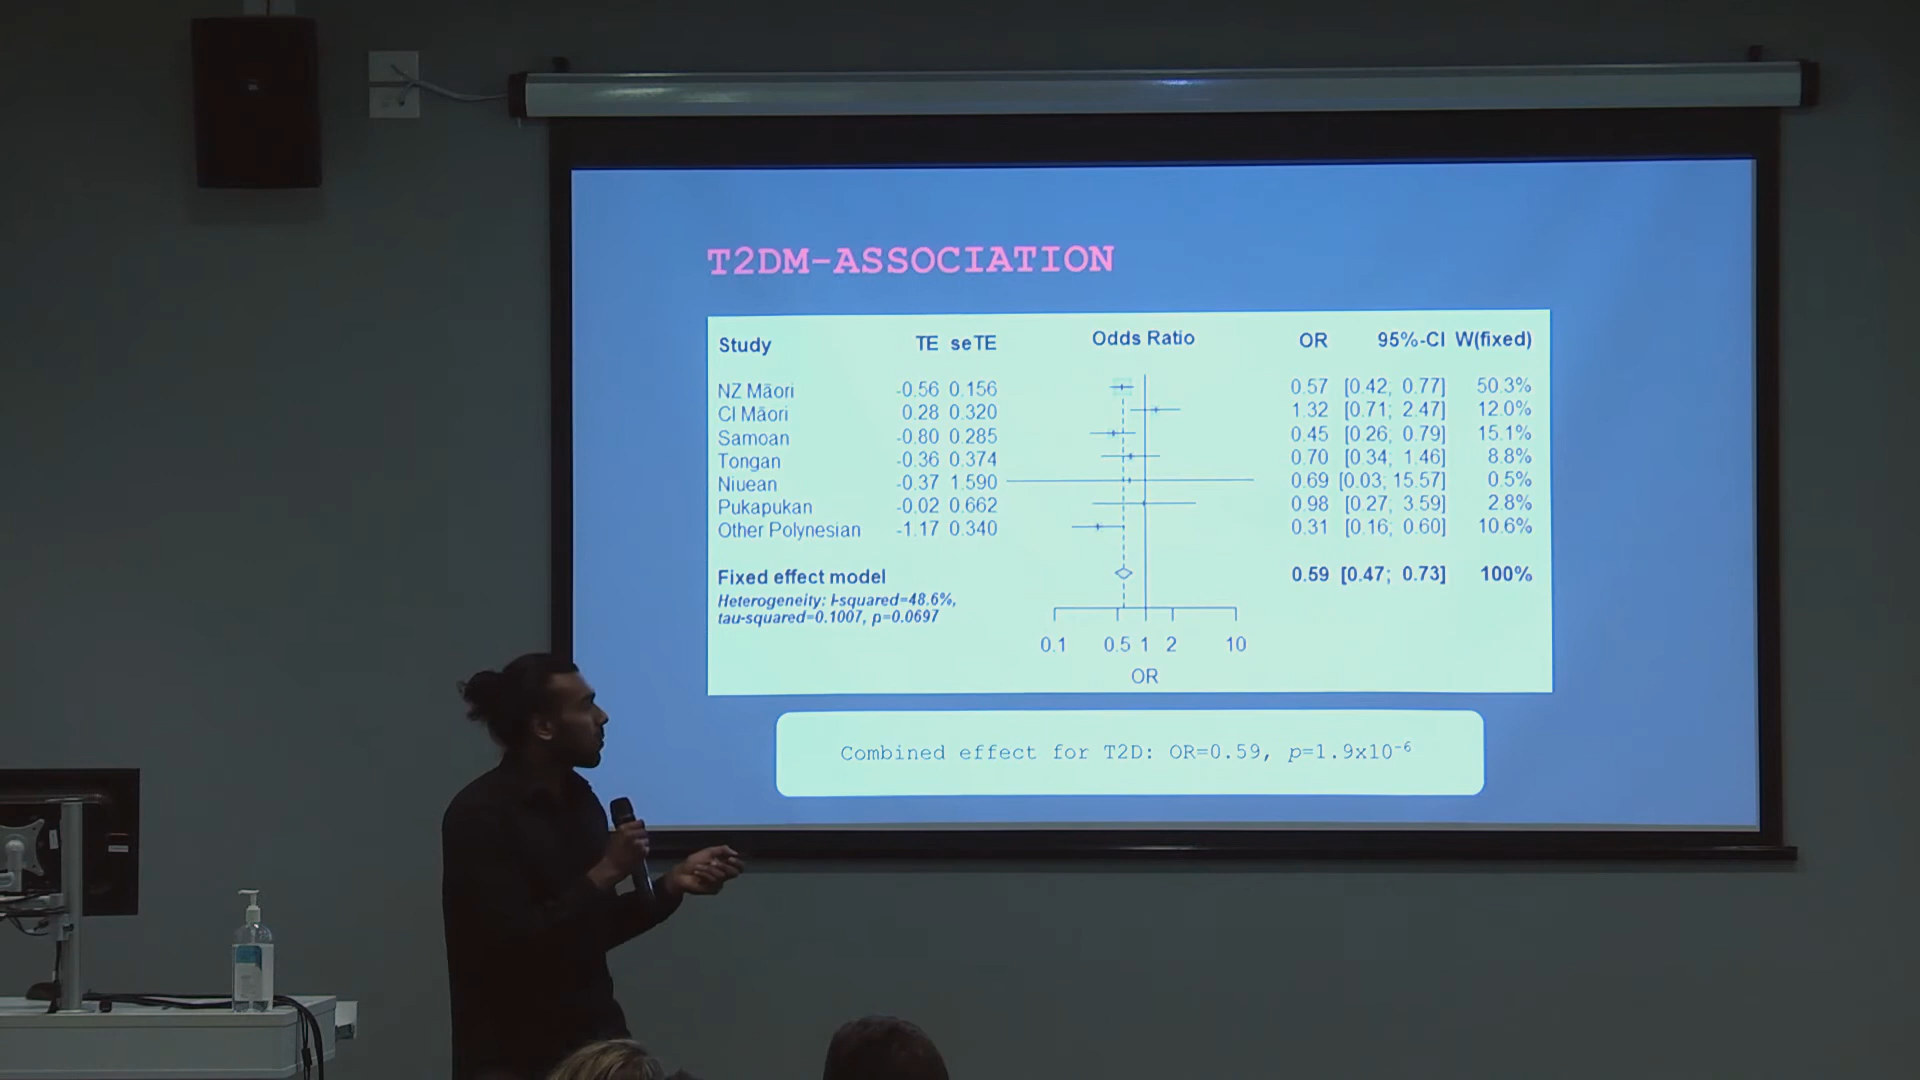 T2DM-ASSOCIATION
Study TE seTE Odds Ratio OR 95%-CI W(fixed)
NZ Māori -0.56 0.156 0.57 [0.42; 0.77] 50.3%
CI Māori 0.28 0.320 1.32 [0.71; 2.47] 12.0%
Samoan -0.80 0.285 0.45 [0.26; 0.79] 15.1%
Tongan -0.36 0.374 0.70 [0.34; 1.46] 8.8%
Niuean -0.37 1.590 0.69 [0.03; 15.57] 0.5%
Pukapukan -0.02 0.662 0.98 [0.27; 3.59] 2.8%
Other Polynesian -1.17 0.340 0.31 [0.16; 0.60] 10.6%
Fixed effect model 0.59 [0.47; 0.73] 100%
Heterogeneity: I-squared=48.6%,
tau-squared=0.1007, p=0.0697
0.1 0.5 1 2 10
OR
Combined effect for T2D: OR=0.59, p=1.9x10⁻⁶